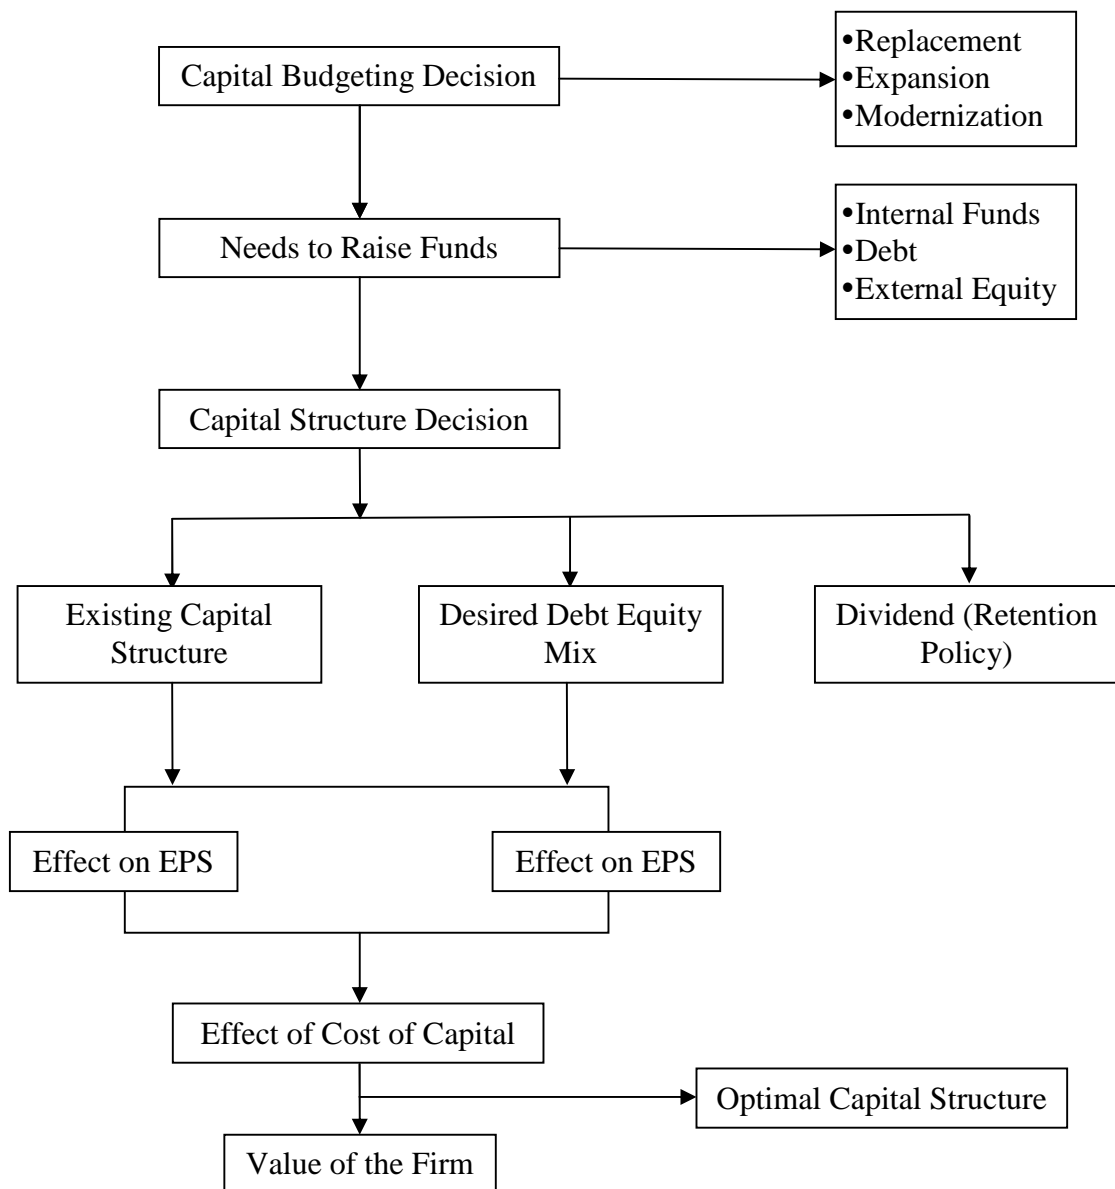 Capital Budgeting Decision
•Replacement
•Expansion
•Modernization
Needs to Raise Funds
•Internal Funds
•Debt
•External Equity
Capital Structure Decision
Existing Capital
Structure
Desired Debt Equity
Mix
Dividend (Retention
Policy)
Effect on EPS
Effect on EPS
Effect of Cost of Capital
Optimal Capital Structure
Value of the Firm